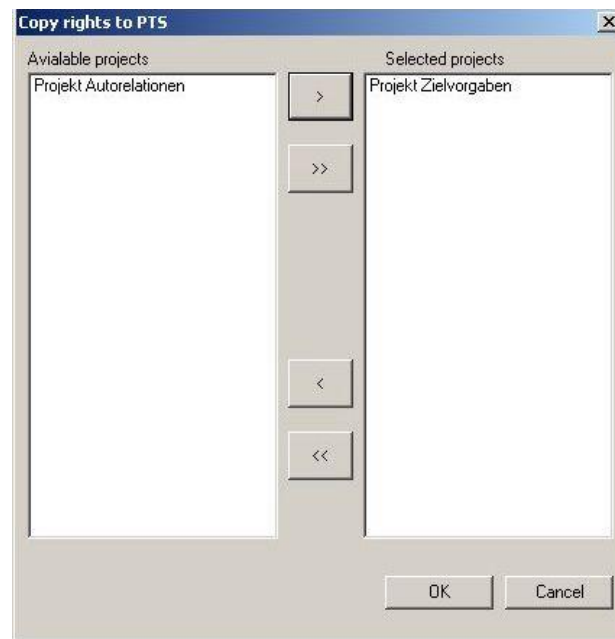 Copy rights to PTS
Avialable projects
Selected projects
Projekt Autorelationen
Projekt Zielvorgaben
>
>>
<
<<
OK
Cancel